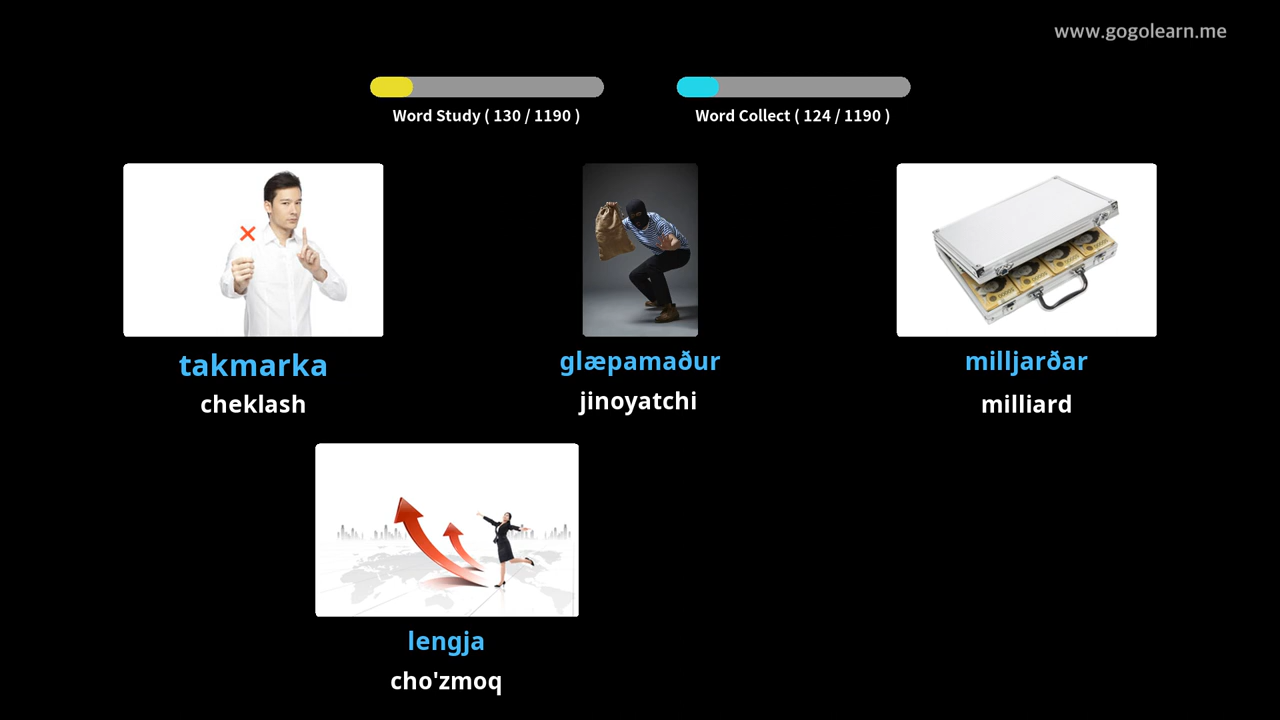 www.gogolearn.me
Word Study ( 130 / 1190 )
Word Collect ( 124 / 1190 )
takmarka
cheklash
glæpamaður
jinoyatchi
milljarðar
milliard
lengja
cho'zmoq